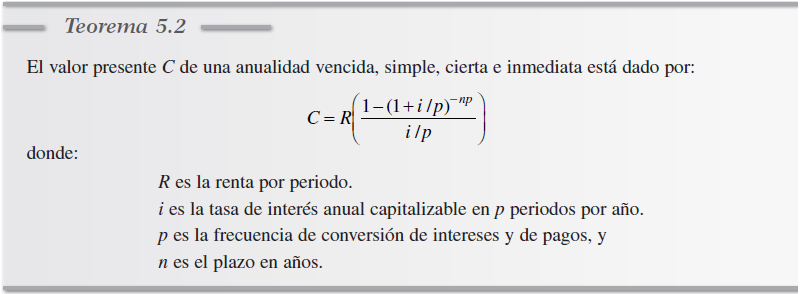 Teorema 5.2
El valor presente C de una anualidad vencida, simple, cierta e inmediata está dado por:
C = R( (1−(1+i/p)^−np) / (i/p) )
donde:
R es la renta por periodo.
i es la tasa de interés anual capitalizable en p periodos por año.
p es la frecuencia de conversión de intereses y de pagos, y
n es el plazo en años.